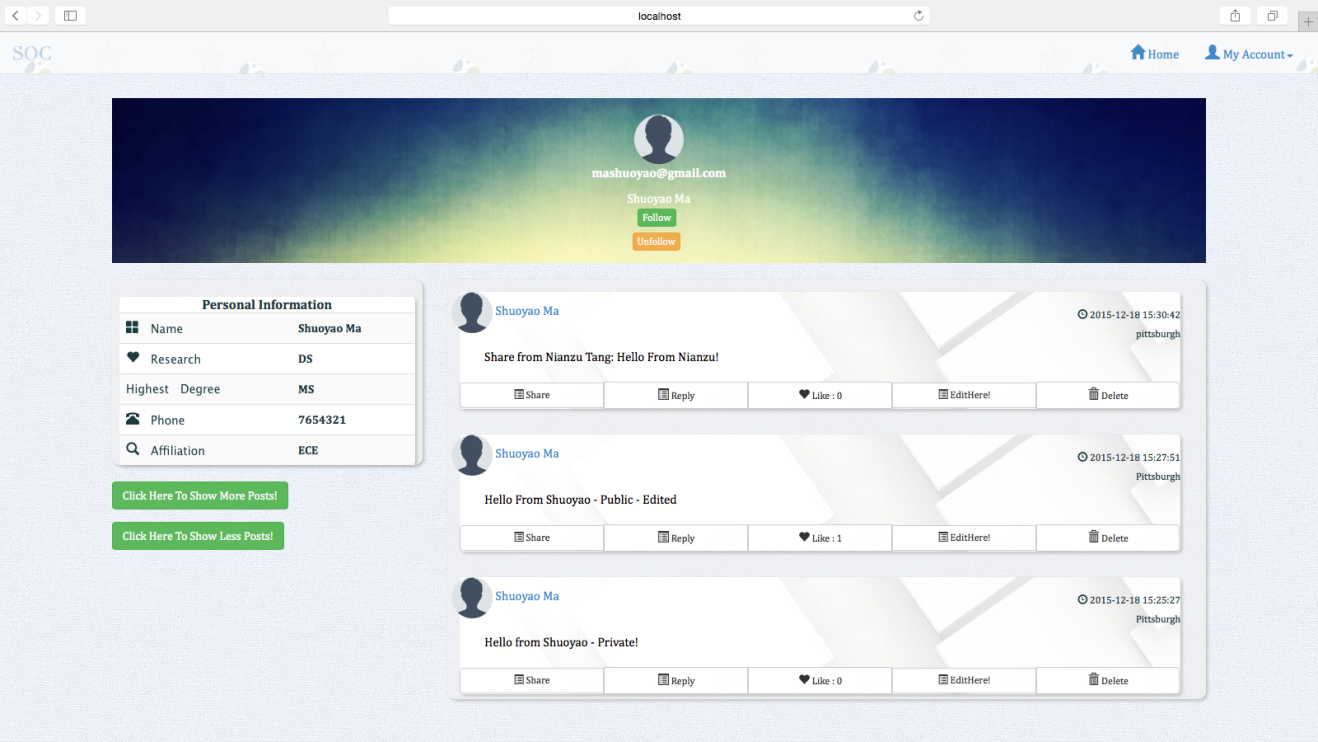 localhost
SOC
Home
My Account
mashuoyao@gmail.com
Shuoyao Ma
Follow
Unfollow
Personal Information
Name Shuoyao Ma
Research DS
Highest Degree MS
Phone 7654321
Affiliation ECE
Click Here To Show More Posts!
Click Here To Show Less Posts!
Shuoyao Ma
2015-12-18 15:30:42
pittsburgh
Share from Nianzu Tang: Hello From Nianzu!
Share Reply Like : 0 EditHere! Delete
Shuoyao Ma
2015-12-18 15:27:51
Pittsburgh
Hello From Shuoyao - Public - Edited
Share Reply Like : 1 EditHere! Delete
Shuoyao Ma
2015-12-18 15:25:27
Pittsburgh
Hello from Shuoyao - Private!
Share Reply Like : 0 EditHere! Delete